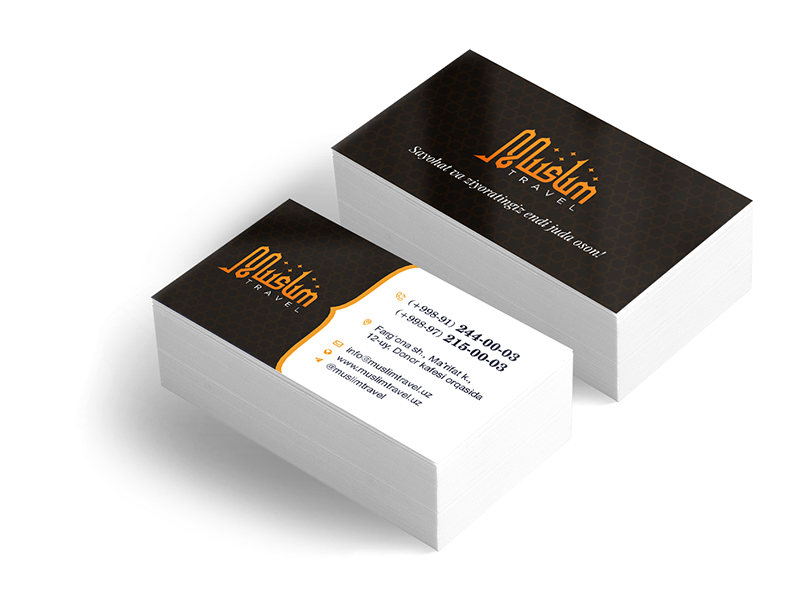 Muslim
TRAVEL
Sayohat va ziyoratingiz endi juda oson!
Muslim
TRAVEL
(+998-91) 244-00-03
(+998-97) 215-00-03
Farg'ona sh., Ma'rifat k.,
12-uy, Donor kafesi orqasida
info@muslimtravel.uz
www.muslimtravel.uz
@muslimtravel